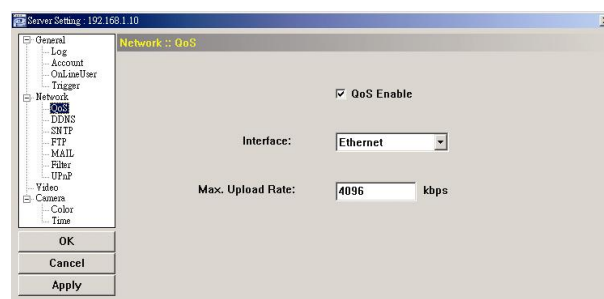 Server Setting : 192.168.1.10
General
Log
Account
OnLineUser
Trigger
Network
QoS
DDNS
SNTP
FTP
MAIL
Filter
UPnP
Video
Camera
Color
Time
OK
Cancel
Apply
Network :: QoS
QoS Enable
Interface: Ethernet
Max. Upload Rate: 4096 kbps